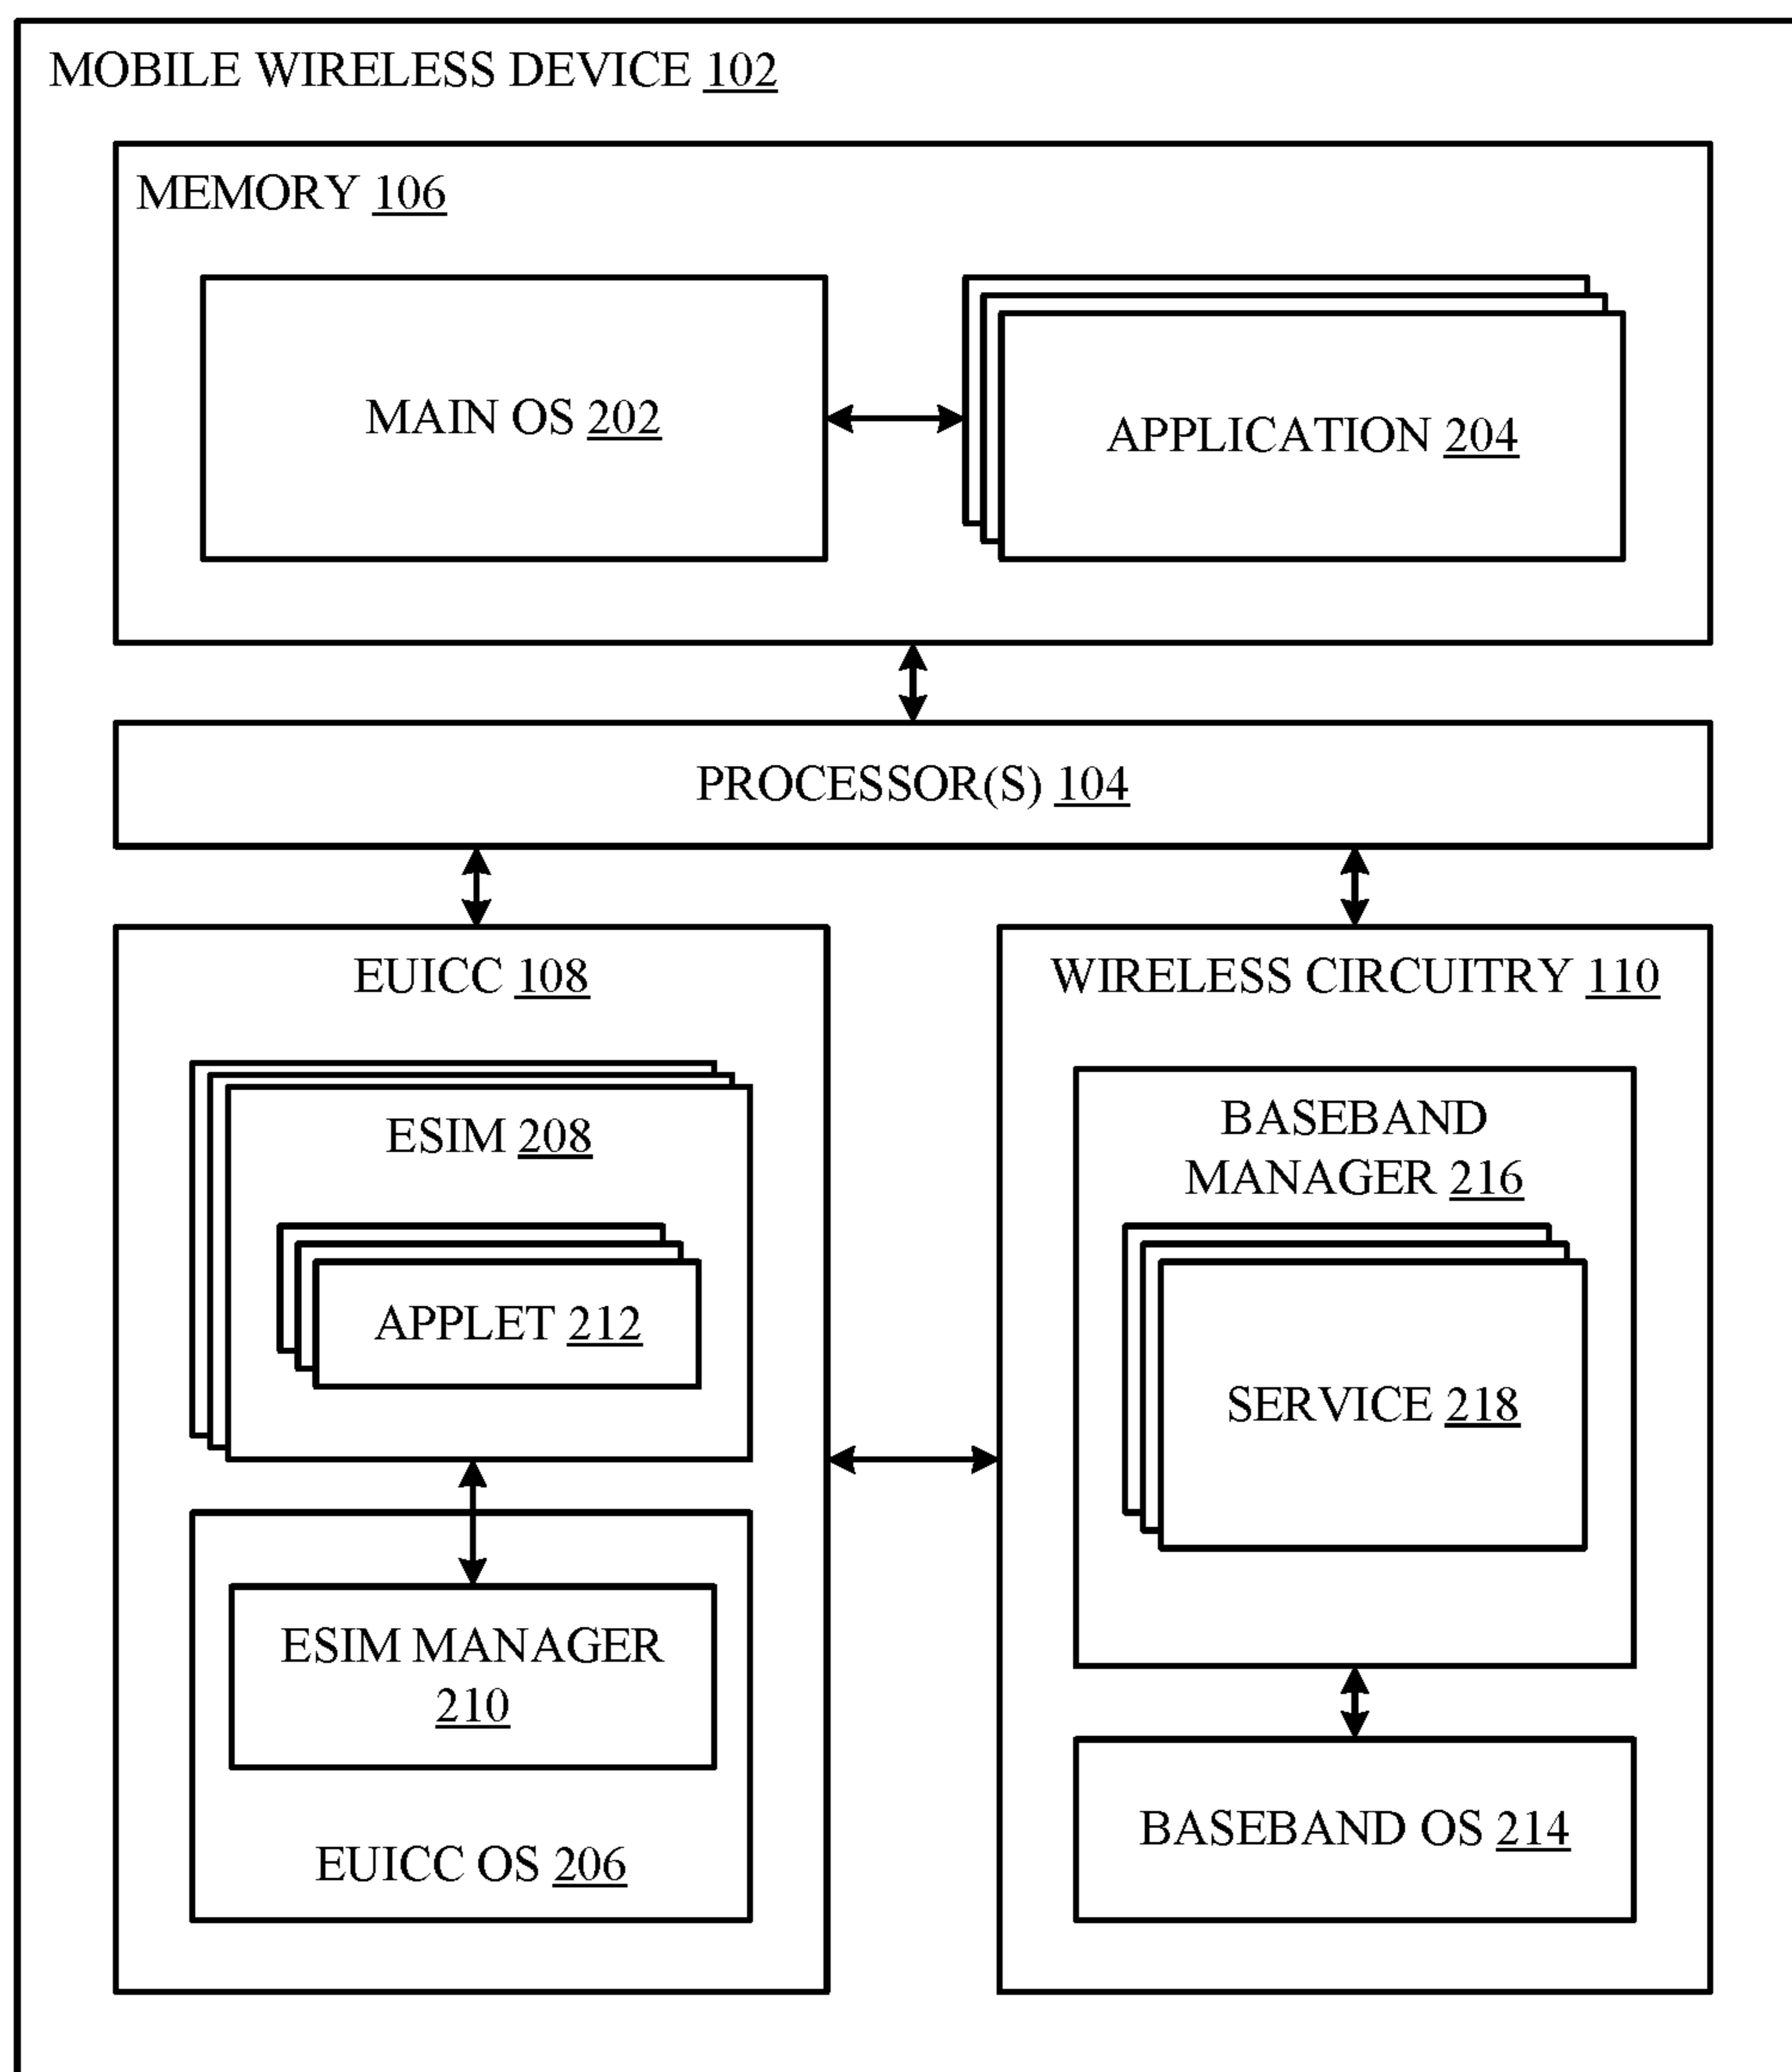 MOBILE WIRELESS DEVICE 102
MEMORY 106
MAIN OS 202
APPLICATION 204
PROCESSOR(S) 104
EUICC 108
ESIM 208
APPLET 212
ESIM MANAGER
210
EUICC OS 206
WIRELESS CIRCUITRY 110
BASEBAND
MANAGER 216
SERVICE 218
BASEBAND OS 214